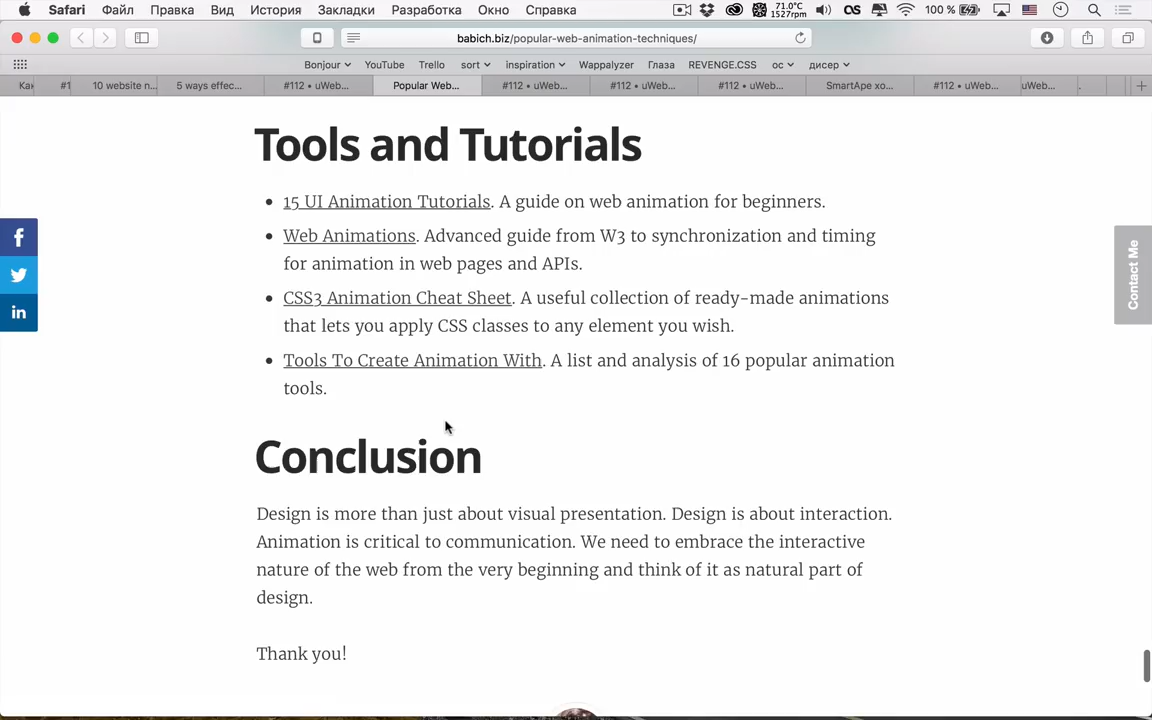 Safari Файл Правка Вид История Закладки Разработка Окно Справка 71.0°C 1527rpm 100 %
babich.biz/popular-web-animation-techniques/
Bonjour YouTube Trello sort inspiration Wappalyzer Глаза REVENGE.CSS ос дисер
Как #1 10 website n... 5 ways effec... #112 • uWeb... Popular Web... #112 • uWeb... #112 • uWeb... #112 • uWeb... SmartApe хо... #112 • uWeb... uWeb...
Tools and Tutorials
15 UI Animation Tutorials. A guide on web animation for beginners.
Web Animations. Advanced guide from W3 to synchronization and timing
for animation in web pages and APIs.
CSS3 Animation Cheat Sheet. A useful collection of ready-made animations
that lets you apply CSS classes to any element you wish.
Tools To Create Animation With. A list and analysis of 16 popular animation
tools.
Contact Me
Conclusion
Design is more than just about visual presentation. Design is about interaction.
Animation is critical to communication. We need to embrace the interactive
nature of the web from the very beginning and think of it as natural part of
design.
Thank you!